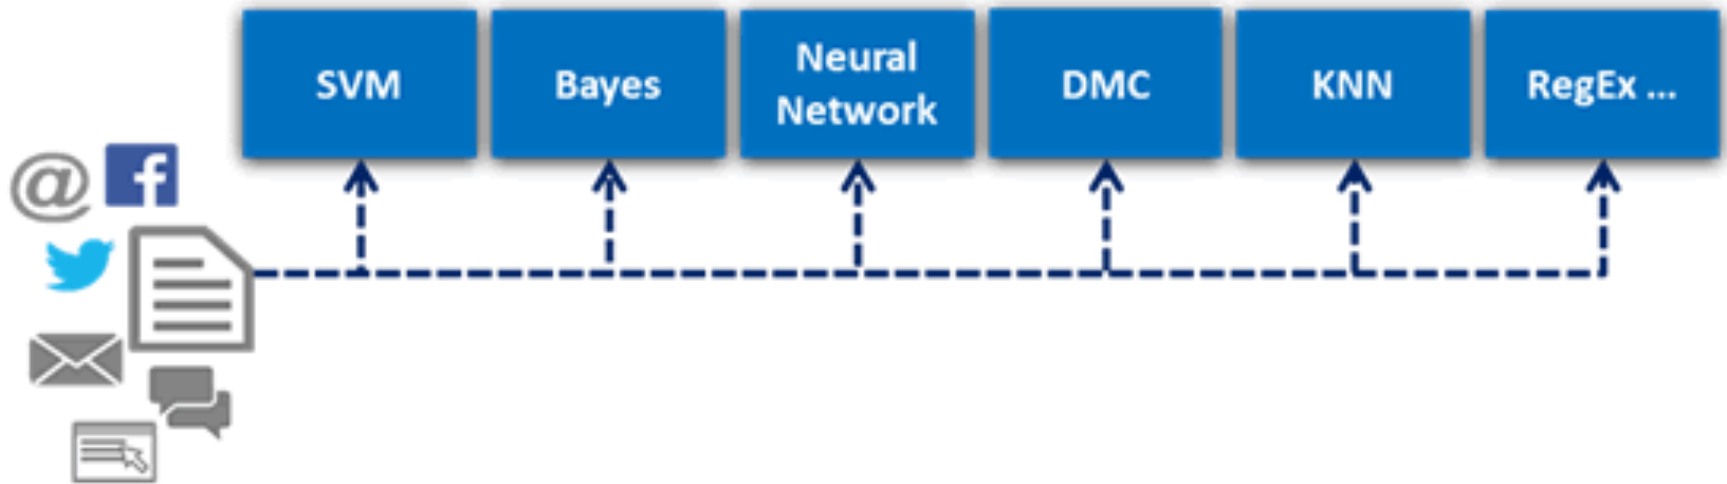 SVM
Bayes
Neural
Network
DMC
KNN
RegEx ...
@
f